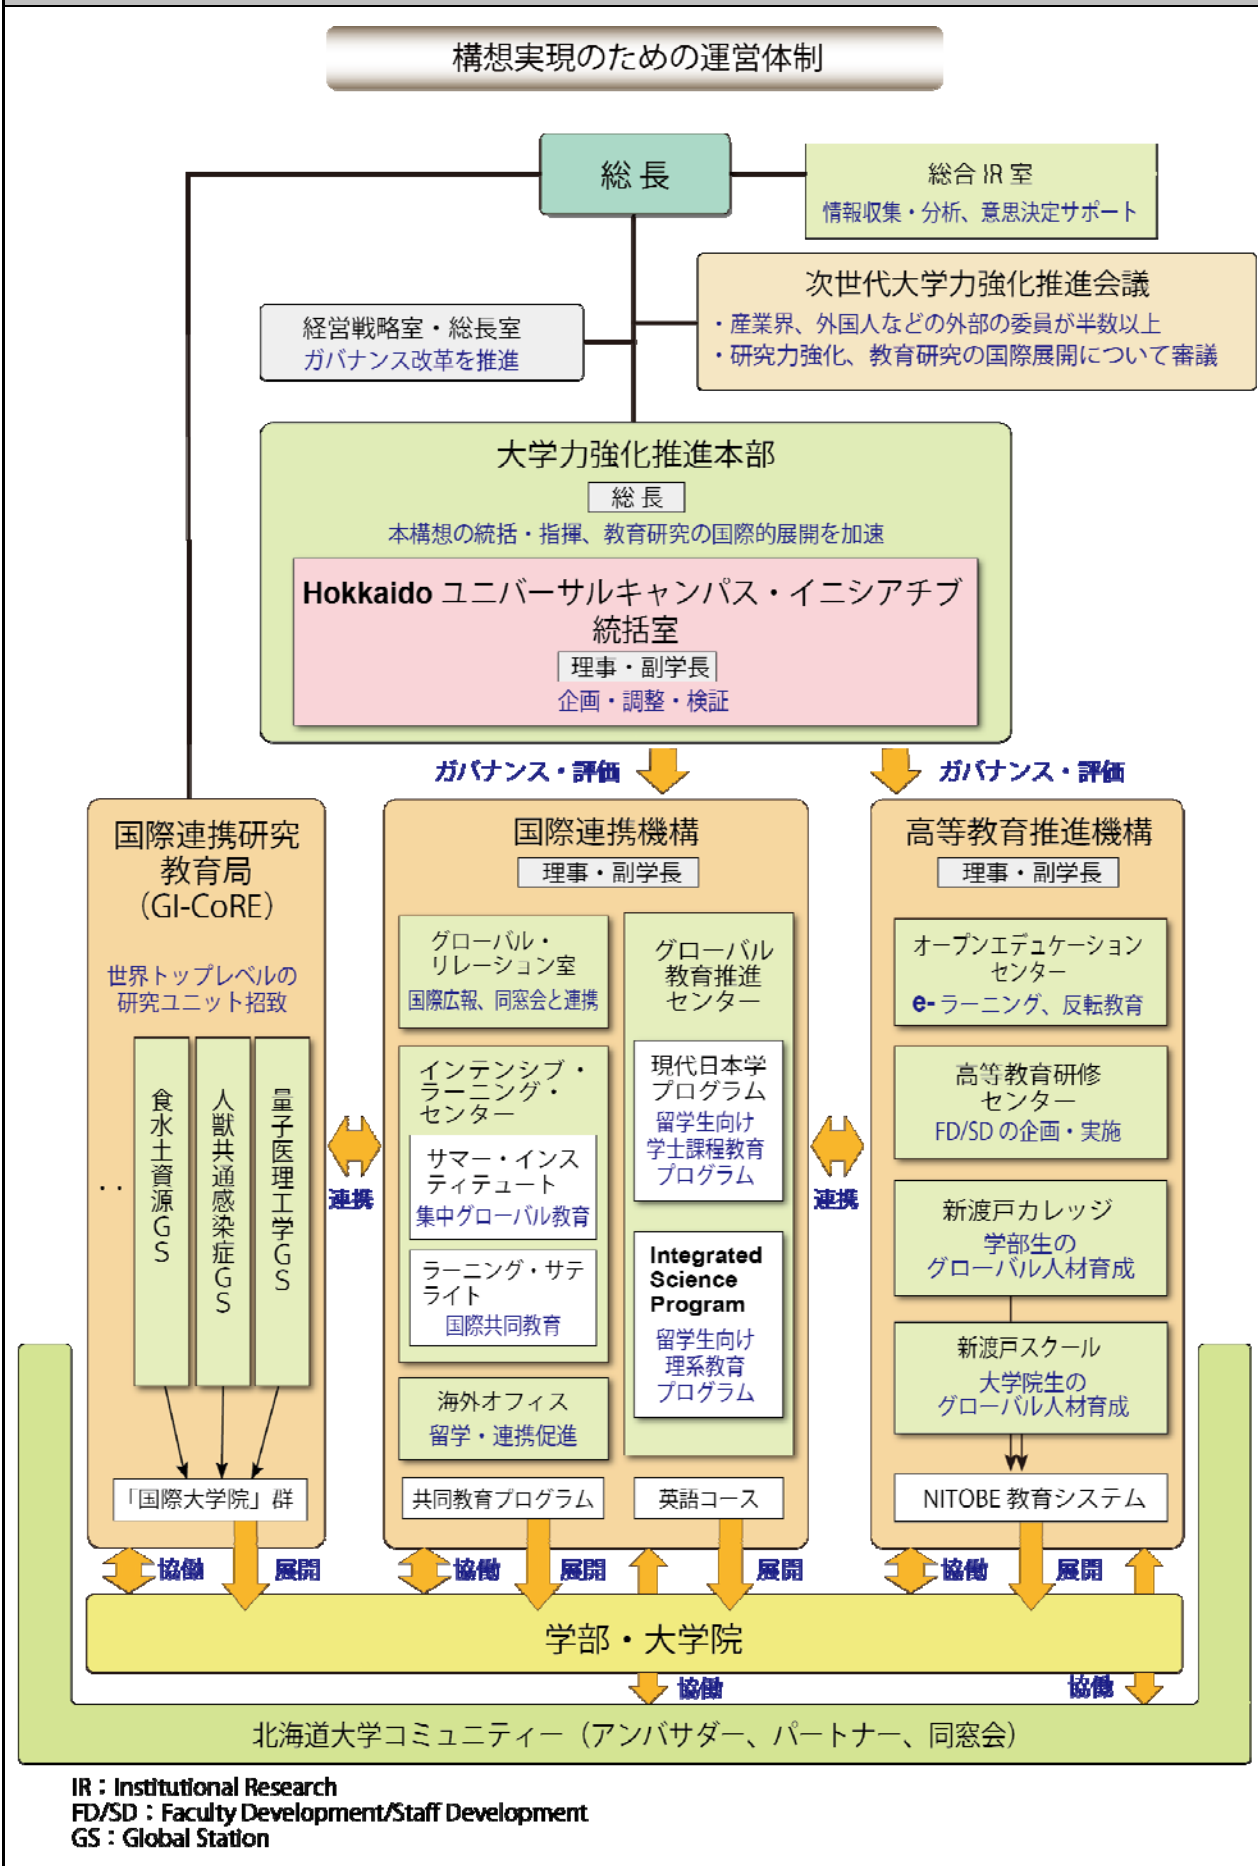 構想実現のための運営体制
総 長
総合 IR 室
情報収集・分析、意思決定サポート
次世代大学力強化推進会議
・産業界、外国人などの外部の委員が半数以上
・研究力強化、教育研究の国際展開について審議
経営戦略室・総長室
ガバナンス改革を推進
大学力強化推進本部
総 長
本構想の統括・指揮、教育研究の国際的展開を加速
Hokkaido ユニバーサルキャンパス・イニシアチブ
統括室
理事・副学長
企画・調整・検証
ガバナンス・評価
ガバナンス・評価
国際連携研究
教育局
(GI-CoRE)
世界トップレベルの
研究ユニット招致
食水土資源GS
人獣共通感染症GS
量子医理工学GS
・・
「国際大学院」群
連携
国際連携機構
理事・副学長
グローバル・
リレーション室
国際広報、同窓会と連携
インテンシブ・
ラーニング・
センター
サマー・インス
ティテュート
集中グローバル教育
ラーニング・サテ
ライト
国際共同教育
海外オフィス
留学・連携促進
共同教育プログラム
グローバル
教育推進
センター
現代日本学
プログラム
留学生向け
学士課程教育
プログラム
Integrated
Science
Program
留学生向け
理系教育
プログラム
英語コース
連携
高等教育推進機構
理事・副学長
オープンエデュケーション
センター
e- ラーニング、反転教育
高等教育研修
センター
FD/SD の企画・実施
新渡戸カレッジ
学部生の
グローバル人材育成
新渡戸スクール
大学院生の
グローバル人材育成
NITOBE 教育システム
協働
展開
協働
展開
展開
協働
展開
学部・大学院
協働
協働
北海道大学コミュニティー（アンバサダー、パートナー、同窓会）
IR：Institutional Research
FD/SD：Faculty Development/Staff Development
GS：Global Station